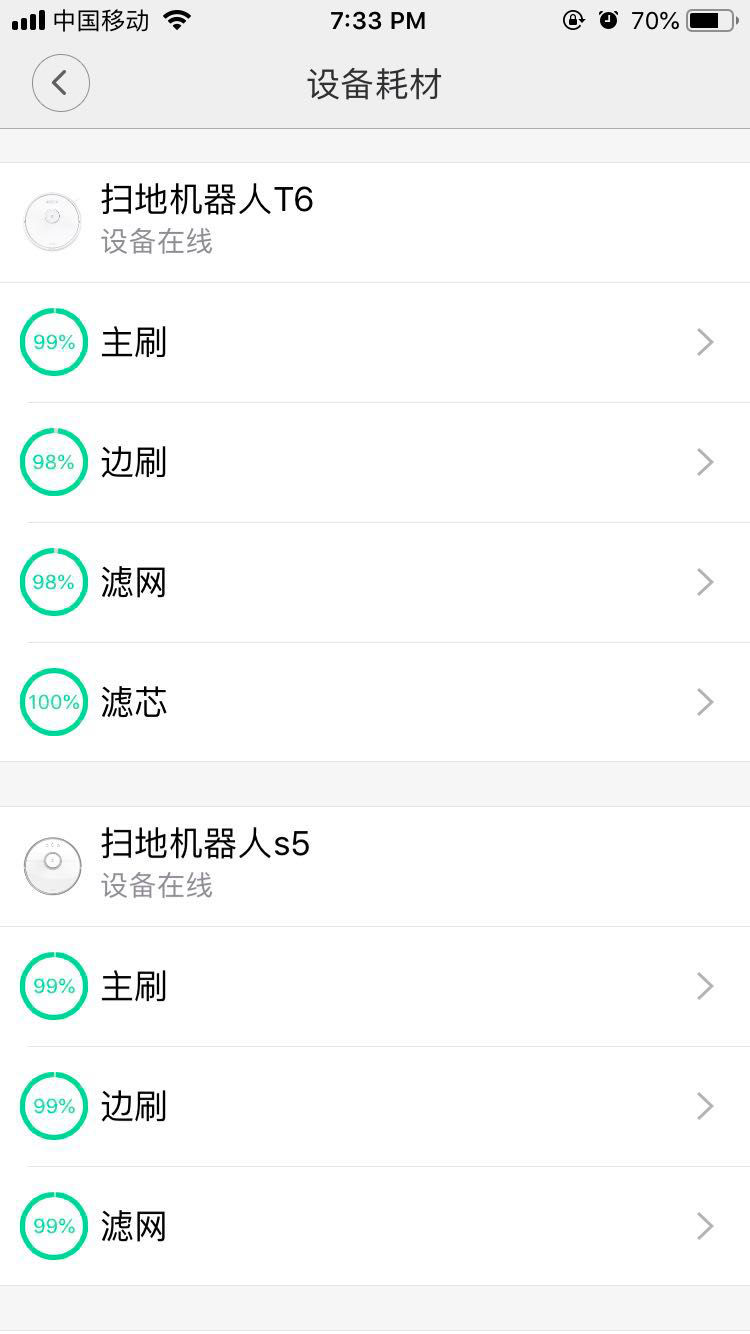 中国移动 7:33 PM 70%
设备耗材
扫地机器人T6
设备在线
99% 主刷
98% 边刷
98% 滤网
100% 滤芯
扫地机器人s5
设备在线
99% 主刷
99% 边刷
99% 滤网